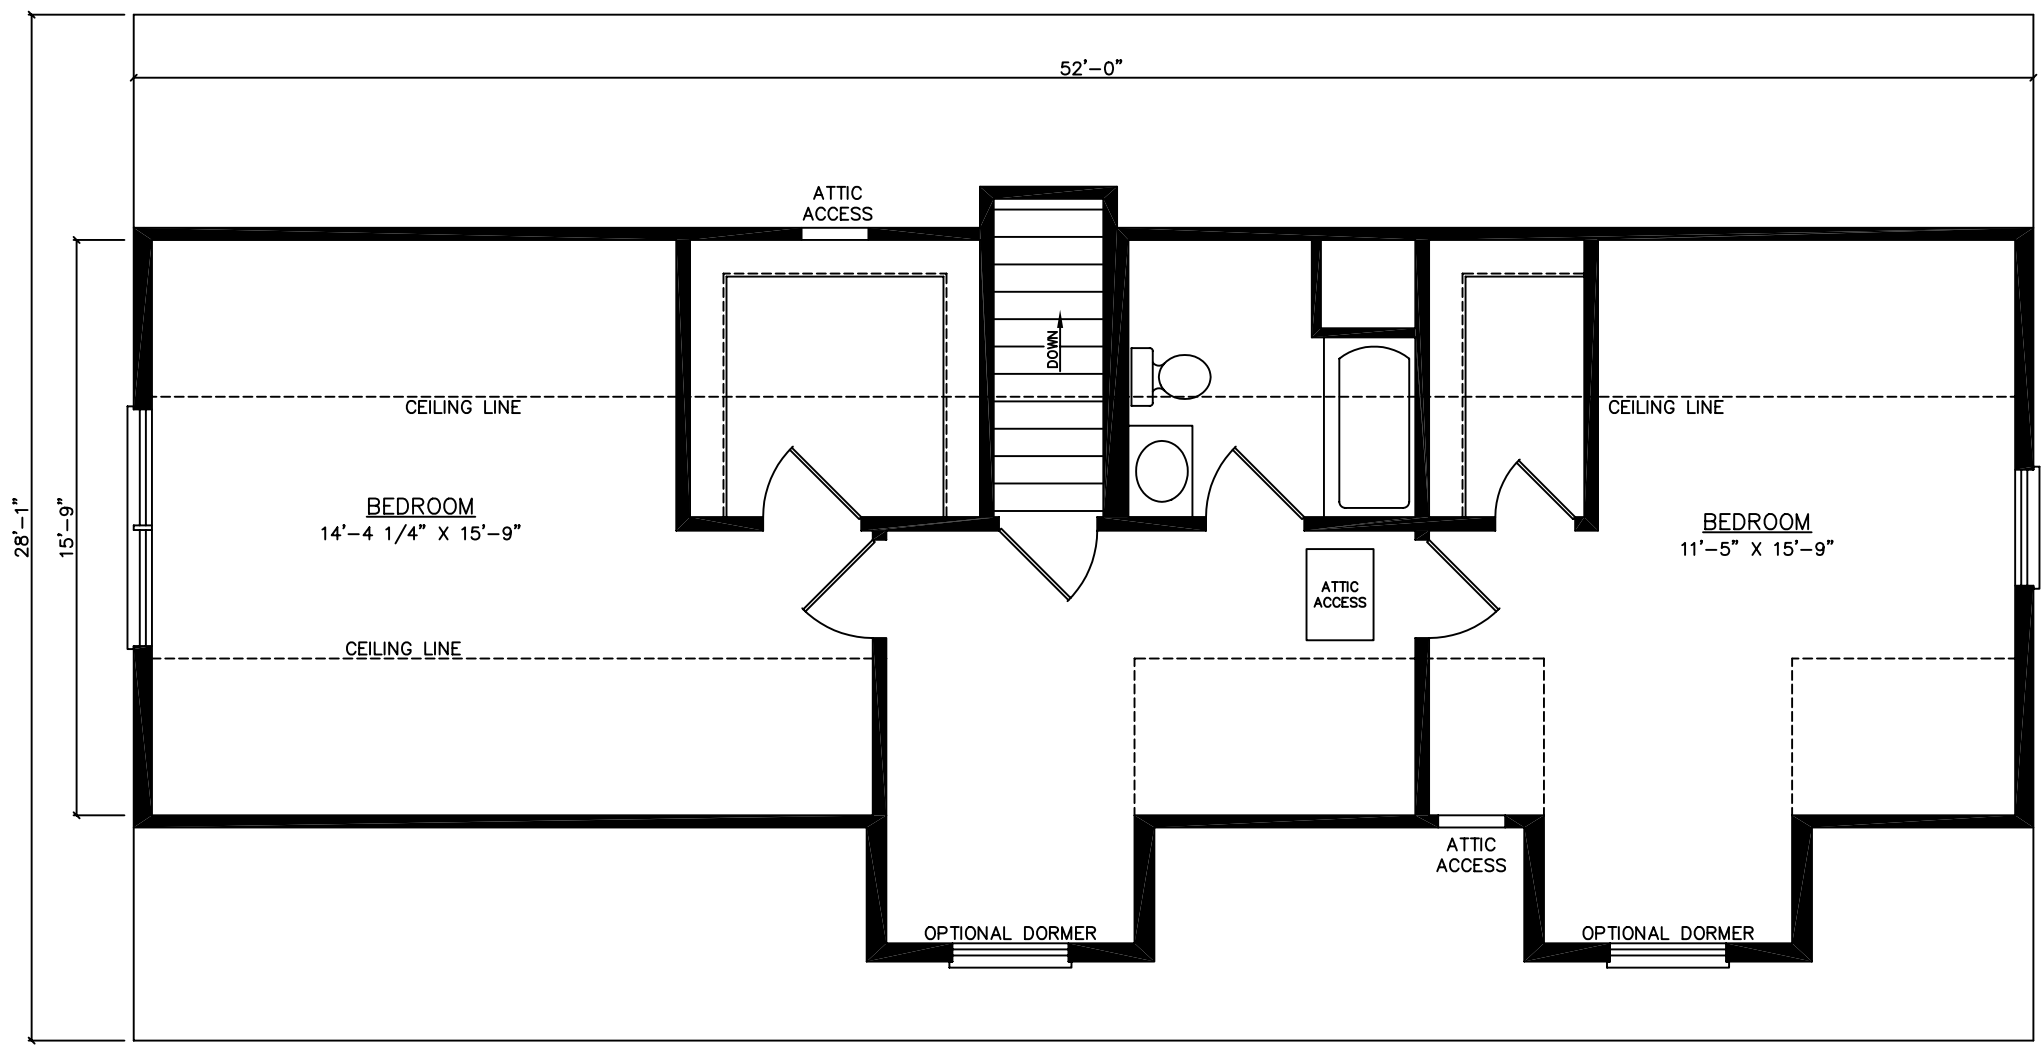 52'-0"
ATTIC
ACCESS
DOWN
CEILING LINE
CEILING LINE
28'-1"
15'-9"
BEDROOM
14'-4 1/4" X 15'-9"
BEDROOM
11'-5" X 15'-9"
ATTIC
ACCESS
CEILING LINE
ATTIC
ACCESS
OPTIONAL DORMER
OPTIONAL DORMER